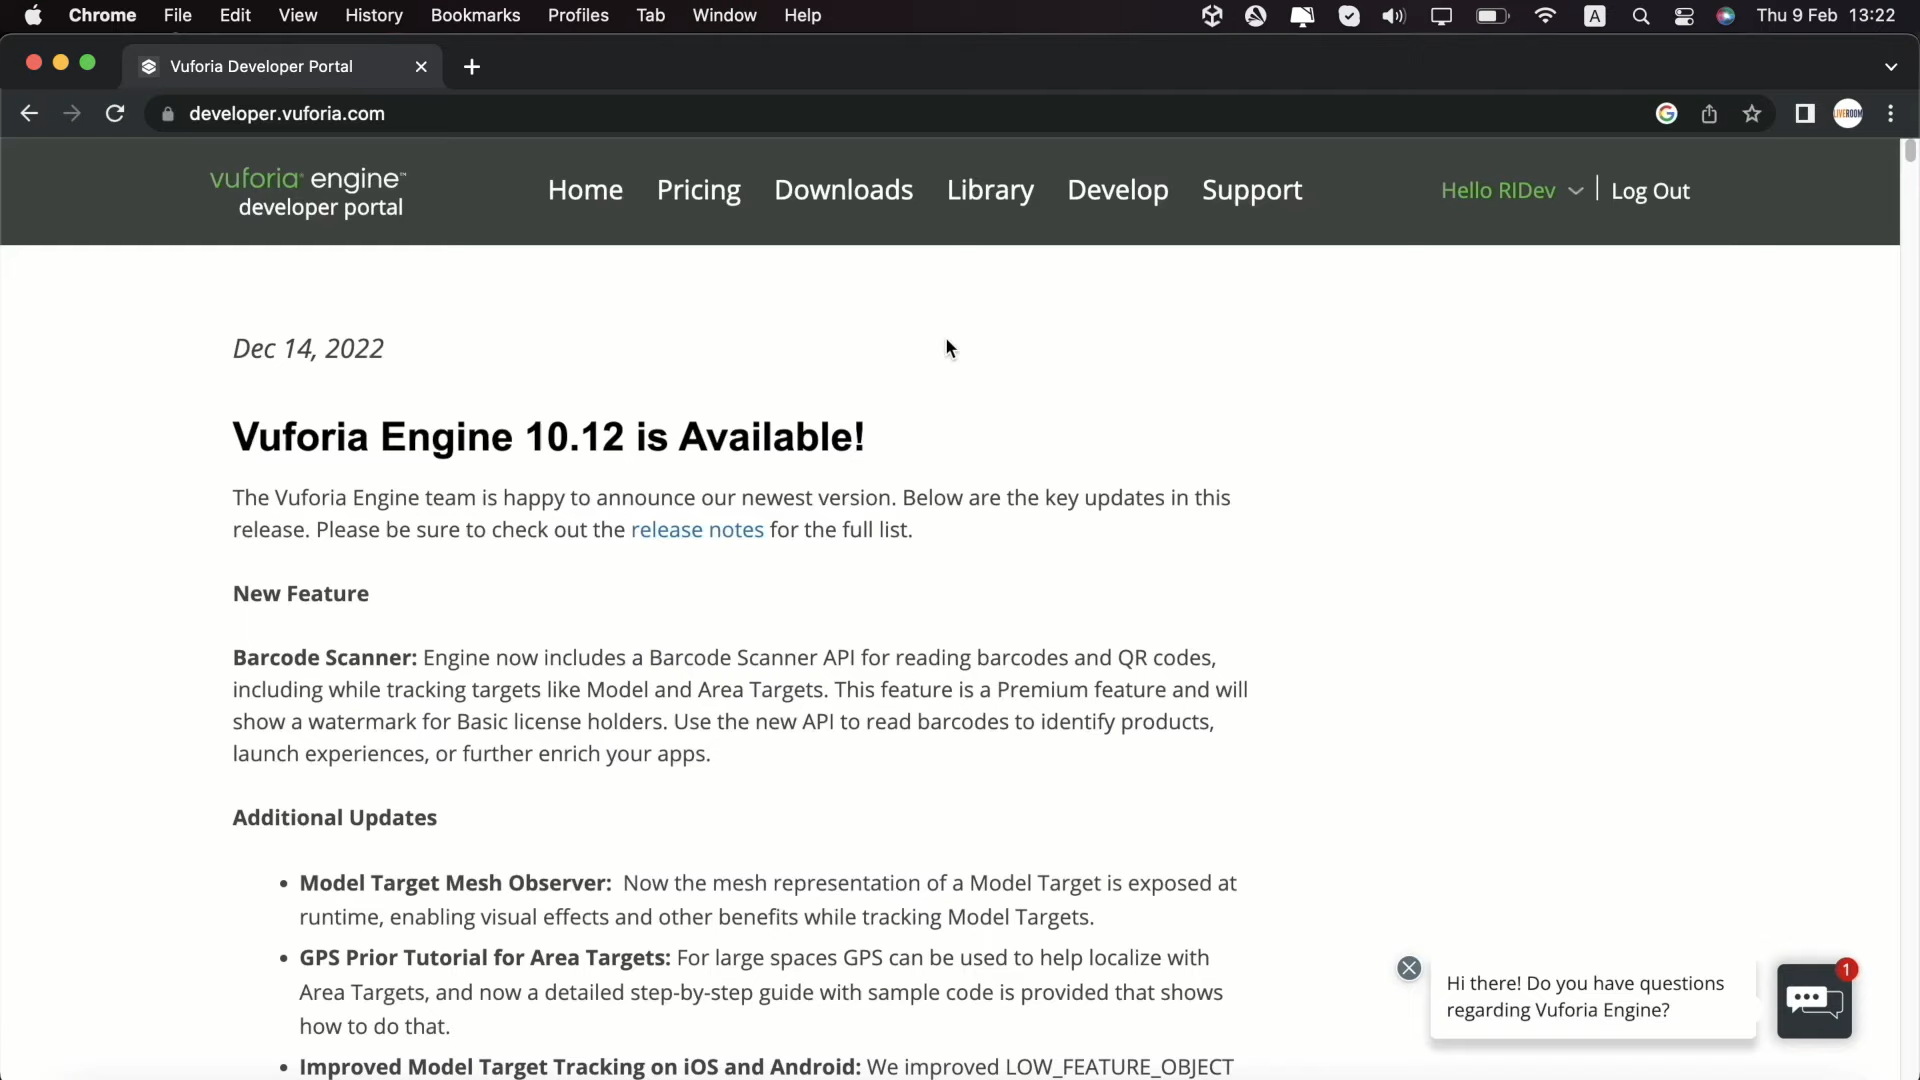 Chrome File Edit View History Bookmarks Profiles Tab Window Help A Thu 9 Feb 13:22
Vuforia Developer Portal
developer.vuforia.com
LIVEROOM
vuforia® engine™
developer portal
Home Pricing Downloads Library Develop Support Hello RIDev Log Out
Dec 14, 2022
Vuforia Engine 10.12 is Available!
The Vuforia Engine team is happy to announce our newest version. Below are the key updates in this
release. Please be sure to check out the release notes for the full list.
New Feature
Barcode Scanner: Engine now includes a Barcode Scanner API for reading barcodes and QR codes,
including while tracking targets like Model and Area Targets. This feature is a Premium feature and will
show a watermark for Basic license holders. Use the new API to read barcodes to identify products,
launch experiences, or further enrich your apps.
Additional Updates
• Model Target Mesh Observer: Now the mesh representation of a Model Target is exposed at
runtime, enabling visual effects and other benefits while tracking Model Targets.
• GPS Prior Tutorial for Area Targets: For large spaces GPS can be used to help localize with
Area Targets, and now a detailed step-by-step guide with sample code is provided that shows
how to do that.
• Improved Model Target Tracking on iOS and Android: We improved LOW_FEATURE_OBJECT
1
Hi there! Do you have questions
regarding Vuforia Engine?